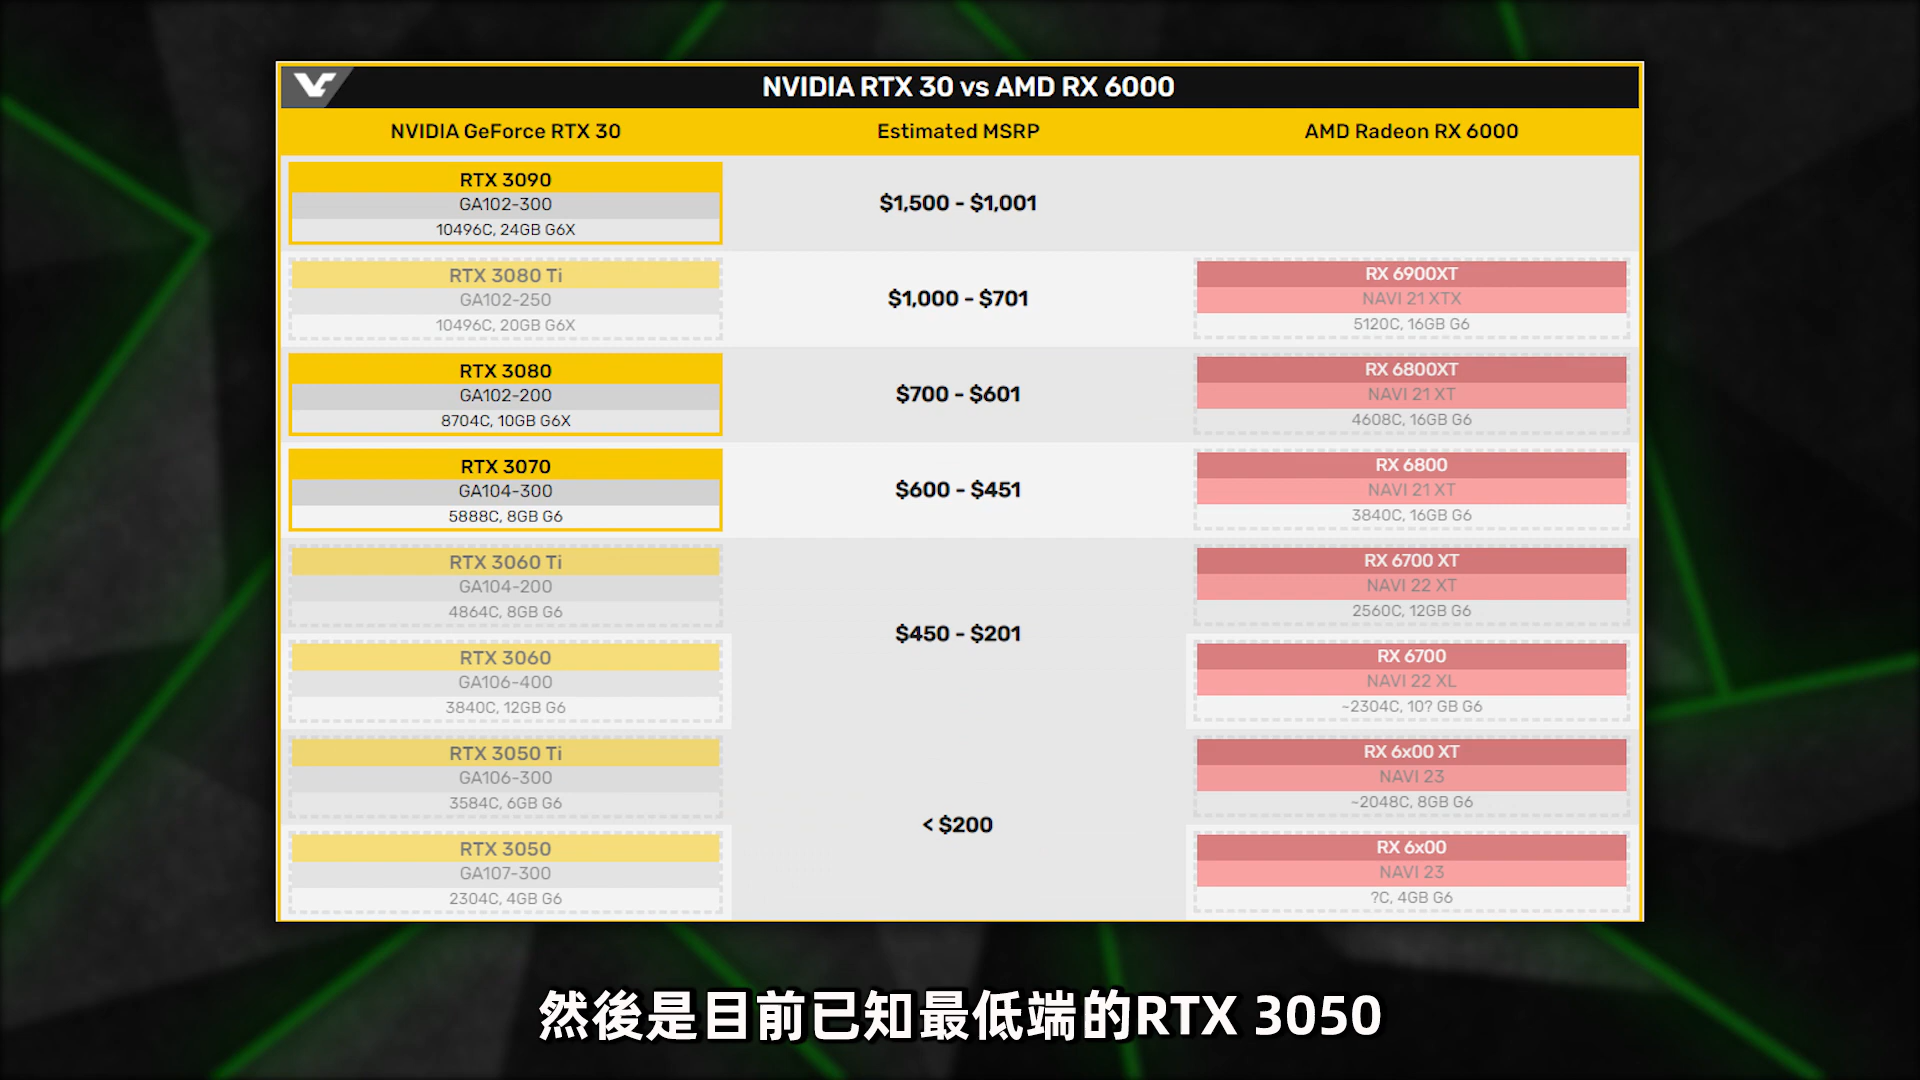 NVIDIA RTX 30 vs AMD RX 6000
NVIDIA GeForce RTX 30
Estimated MSRP
AMD Radeon RX 6000
RTX 3090
GA102-300
10496C, 24GB G6X
$1,500 - $1,001
RTX 3080 Ti
GA102-250
10496C, 20GB G6X
$1,000 - $701
RX 6900XT
NAVI 21 XTX
5120C, 16GB G6
RTX 3080
GA102-200
8704C, 10GB G6X
$700 - $601
RX 6800XT
NAVI 21 XT
4608C, 16GB G6
RTX 3070
GA104-300
5888C, 8GB G6
$600 - $451
RX 6800
NAVI 21 XT
3840C, 16GB G6
RTX 3060 Ti
GA104-200
4864C, 8GB G6
$450 - $201
RX 6700 XT
NAVI 22 XT
2560C, 12GB G6
RTX 3060
GA106-400
3840C, 12GB G6
RX 6700
NAVI 22 XL
~2304C, 10? GB G6
RTX 3050 Ti
GA106-300
3584C, 6GB G6
< $200
RX 6x00 XT
NAVI 23
~2048C, 8GB G6
RTX 3050
GA107-300
2304C, 4GB G6
RX 6x00
NAVI 23
?C, 4GB G6
然後是目前已知最低端的RTX 3050